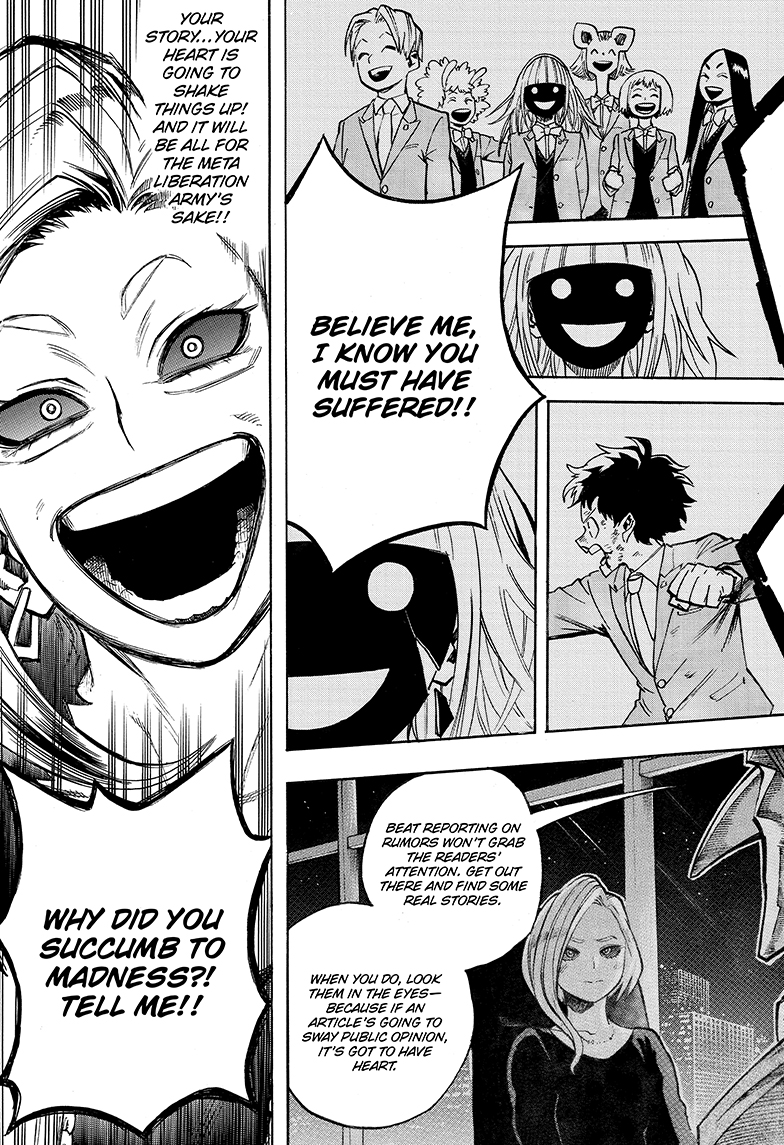 BELIEVE ME,
I KNOW YOU
MUST HAVE
SUFFERED!!
BEAT REPORTING ON
RUMORS WON'T GRAB
THE READERS'
ATTENTION. GET OUT
THERE AND FIND SOME
REAL STORIES.
WHEN YOU DO, LOOK
THEM IN THE EYES—
BECAUSE IF AN
ARTICLE'S GOING TO
SWAY PUBLIC OPINION,
IT'S GOT TO HAVE
HEART.
YOUR
STORY...YOUR
HEART IS
GOING TO
SHAKE
THINGS UP!
AND IT WILL
BE ALL FOR
THE META
LIBERATION
ARMY'S
SAKE!!
WHY DID YOU
SUCCUMB TO
MADNESS?!
TELL ME!!